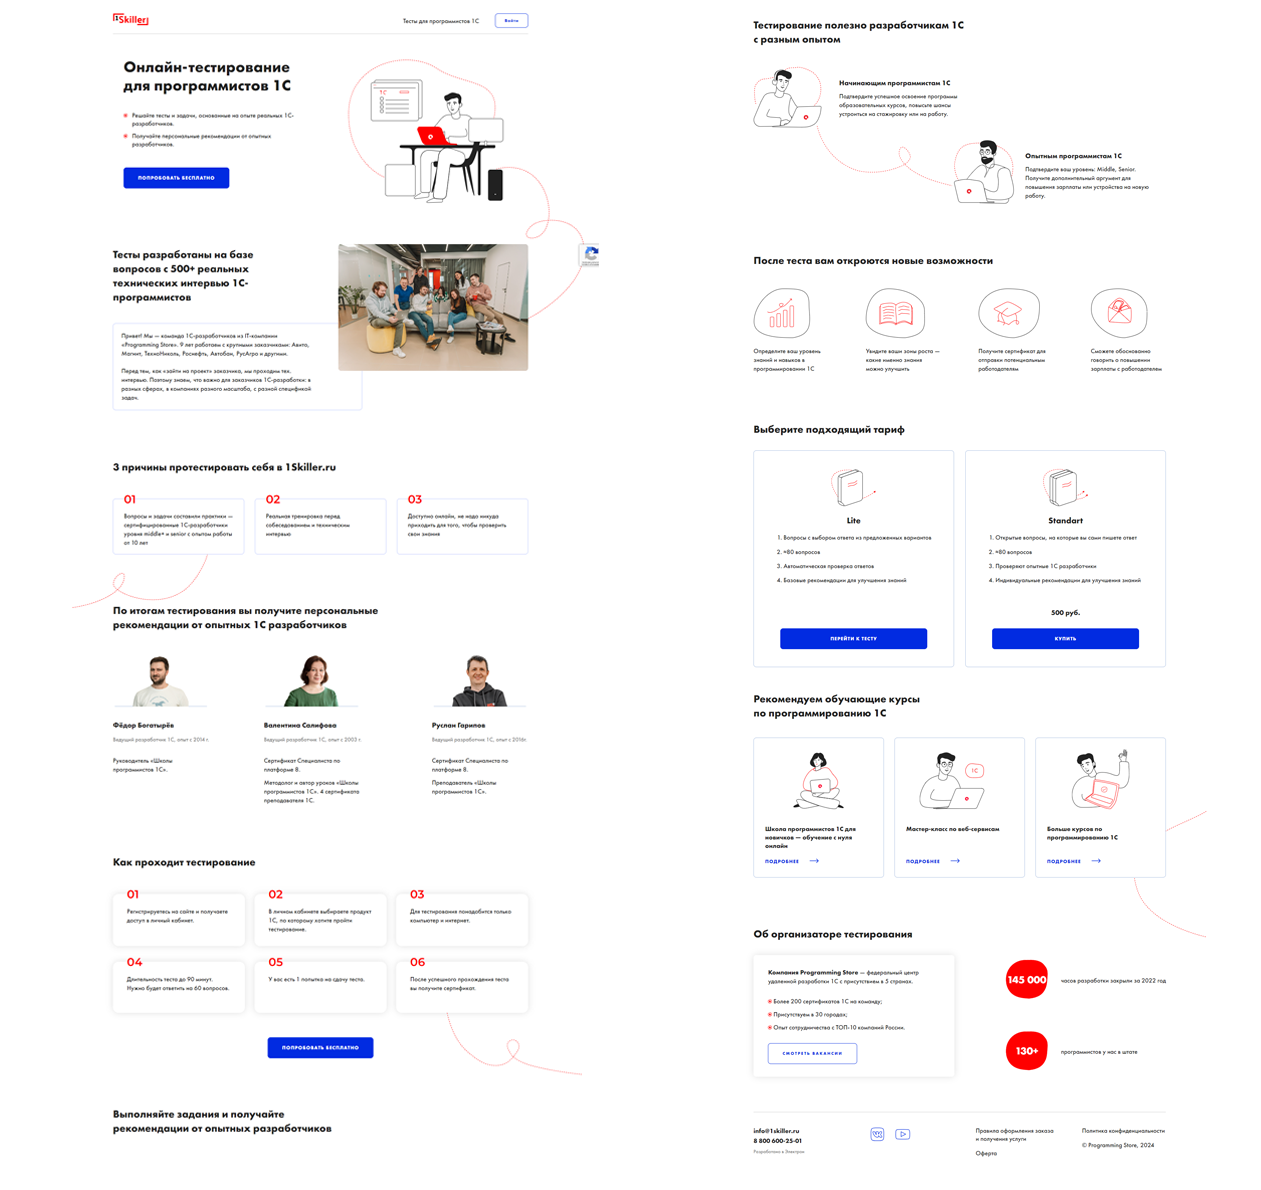 1Skiller
Тесты для программистов 1С
Войти
Онлайн-тестирование
для программистов 1С
Решайте тесты и задачи, основанные на опыте реальных 1С-
разработчиков.
Получайте персональные рекомендации от опытных
разработчиков.
ПОПРОБОВАТЬ БЕСПЛАТНО
1С
Тесты разработаны на базе
вопросов с 500+ реальных
технических интервью 1С-
программистов
Привет! Мы — команда 1С-разработчиков из IT-компании
«Programming Store». 9 лет работаем с крупными заказчиками: Авито,
Магнит, ТехноНиколь, Роснефть, Автобан, РусАгро и другими.
Перед тем, как «зайти на проект» заказчика, мы проходим тех.
интервью. Поэтому знаем, что важно для заказчиков 1С-разработки: в
разных сферах, в компаниях разного масштаба, с разной спецификой
задач.
3 причины протестировать себя в 1Skiller.ru
01
Вопросы и задачи составили практики —
сертифицированные 1С-разработчики
уровня middle+ и senior с опытом работы
от 10 лет
02
Реальная тренировка перед
собеседованием и техническим
интервью
03
Доступно онлайн, не надо никуда
приходить для того, чтобы проверить
свои знания
По итогам тестирования вы получите персональные
рекомендации от опытных 1С разработчиков
Фёдор Богатырёв
Ведущий разработчик 1С, опыт с 2014 г.
Руководитель «Школы
программистов 1С».
Валентина Салифова
Ведущий разработчик 1С, опыт с 2003 г.
Сертификат Специалиста по
платформе 8.
Методолог и автор уроков «Школы
программистов 1С». 4 сертификата
преподавателя 1С.
Руслан Гарипов
Ведущий разработчик 1С, опыт с 2016г.
Сертификат Специалиста по
платформе 8.
Преподаватель «Школы
программистов 1С».
Как проходит тестирование
01
Регистрируетесь на сайте и получаете
доступ в личный кабинет.
02
В личном кабинете выбираете продукт
1С, по которому хотите пройти
тестирование.
03
Для тестирования понадобится только
компьютер и интернет.
04
Длительность теста до 90 минут.
Нужно будет ответить на 60 вопросов.
05
У вас есть 1 попытка на сдачу теста.
06
После успешного прохождения теста
вы получите сертификат.
ПОПРОБОВАТЬ БЕСПЛАТНО
Выполняйте задания и получайте
рекомендации от опытных разработчиков
Тестирование полезно разработчикам 1С
с разным опытом
Начинающим программистам 1С
Подтвердите успешное освоение программы
образовательных курсов, повысьте шансы
устроиться на стажировку или на работу.
Опытным программистам 1С
Подтвердите ваш уровень: Middle, Senior.
Получите дополнительный аргумент для
повышения зарплаты или устройства на новую
работу.
После теста вам откроются новые возможности
Определите ваш уровень
знаний и навыков в
программировании 1С
Увидите ваши зоны роста —
какие именно знания
можно улучшить
Получите сертификат для
отправки потенциальным
работодателям
Сможете обоснованно
говорить о повышении
зарплаты с работодателем
Выберите подходящий тариф
Lite
1. Вопросы с выбором ответа из предложенных вариантов
2. ≈80 вопросов
3. Автоматическая проверка ответов
4. Базовые рекомендации для улучшения знаний
ПЕРЕЙТИ К ТЕСТУ
Standart
1. Открытые вопросы, на которые вы сами пишете ответ
2. ≈80 вопросов
3. Проверяют опытные 1С разработчики
4. Индивидуальные рекомендации для улучшения знаний
500 руб.
КУПИТЬ
Рекомендуем обучающие курсы
по программированию 1С
Школа программистов 1С для
новичков — обучение с нуля
онлайн
ПОДРОБНЕЕ
1С
Мастер-класс по веб-сервисам
ПОДРОБНЕЕ
Больше курсов по
программированию 1С
ПОДРОБНЕЕ
Об организаторе тестирования
Компания Programming Store — федеральный центр
удаленной разработки 1С с присутствием в 5 странах.
Более 200 сертификатов 1С на команду;
Присутствуем в 30 городах;
Опыт сотрудничества с ТОП-10 компаний России.
СМОТРЕТЬ ВАКАНСИИ
145 000
часов разработки закрыли за 2022 год
130+
программистов у нас в штате
info@1skiller.ru
8 800 600-25-01
Разработано в Электрон
Правила оформления заказа
и получения услуги
Оферта
Политика конфиденциальности
© Programming Store, 2024